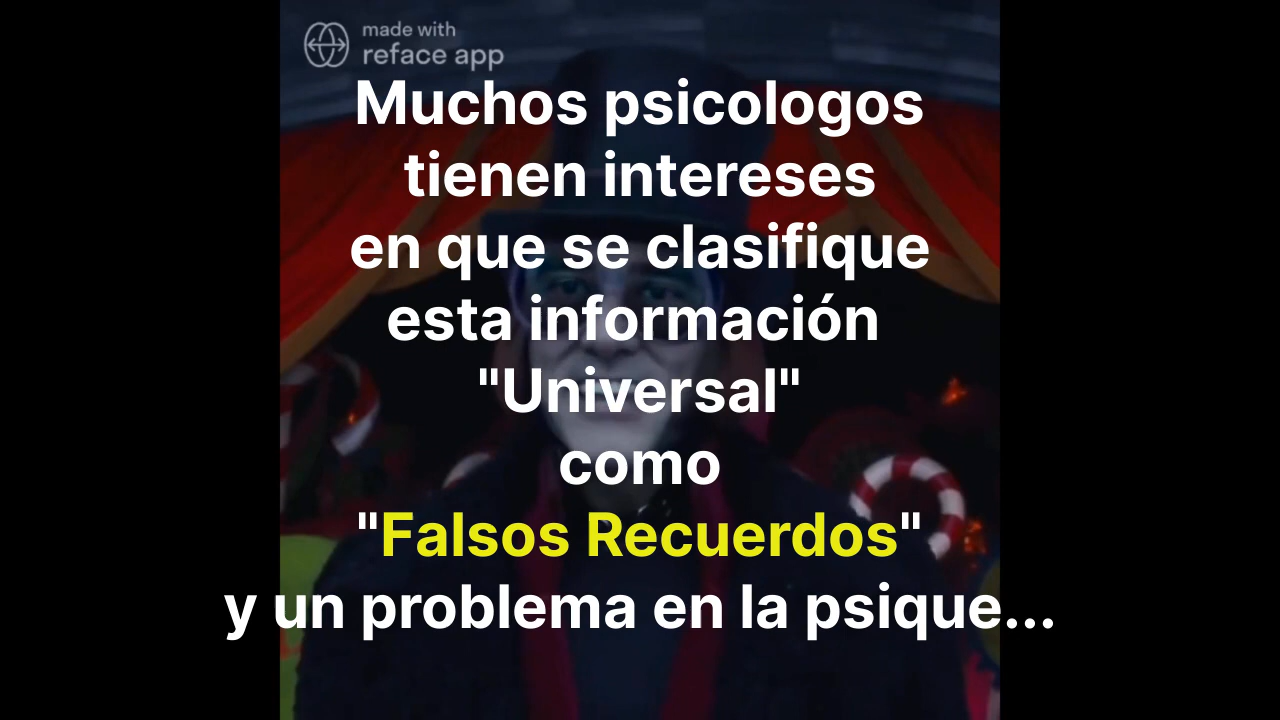 made with
reface app
Muchos psicologos
tienen intereses
en que se clasifique
esta información
"Universal"
como
"Falsos Recuerdos"
y un problema en la psique...